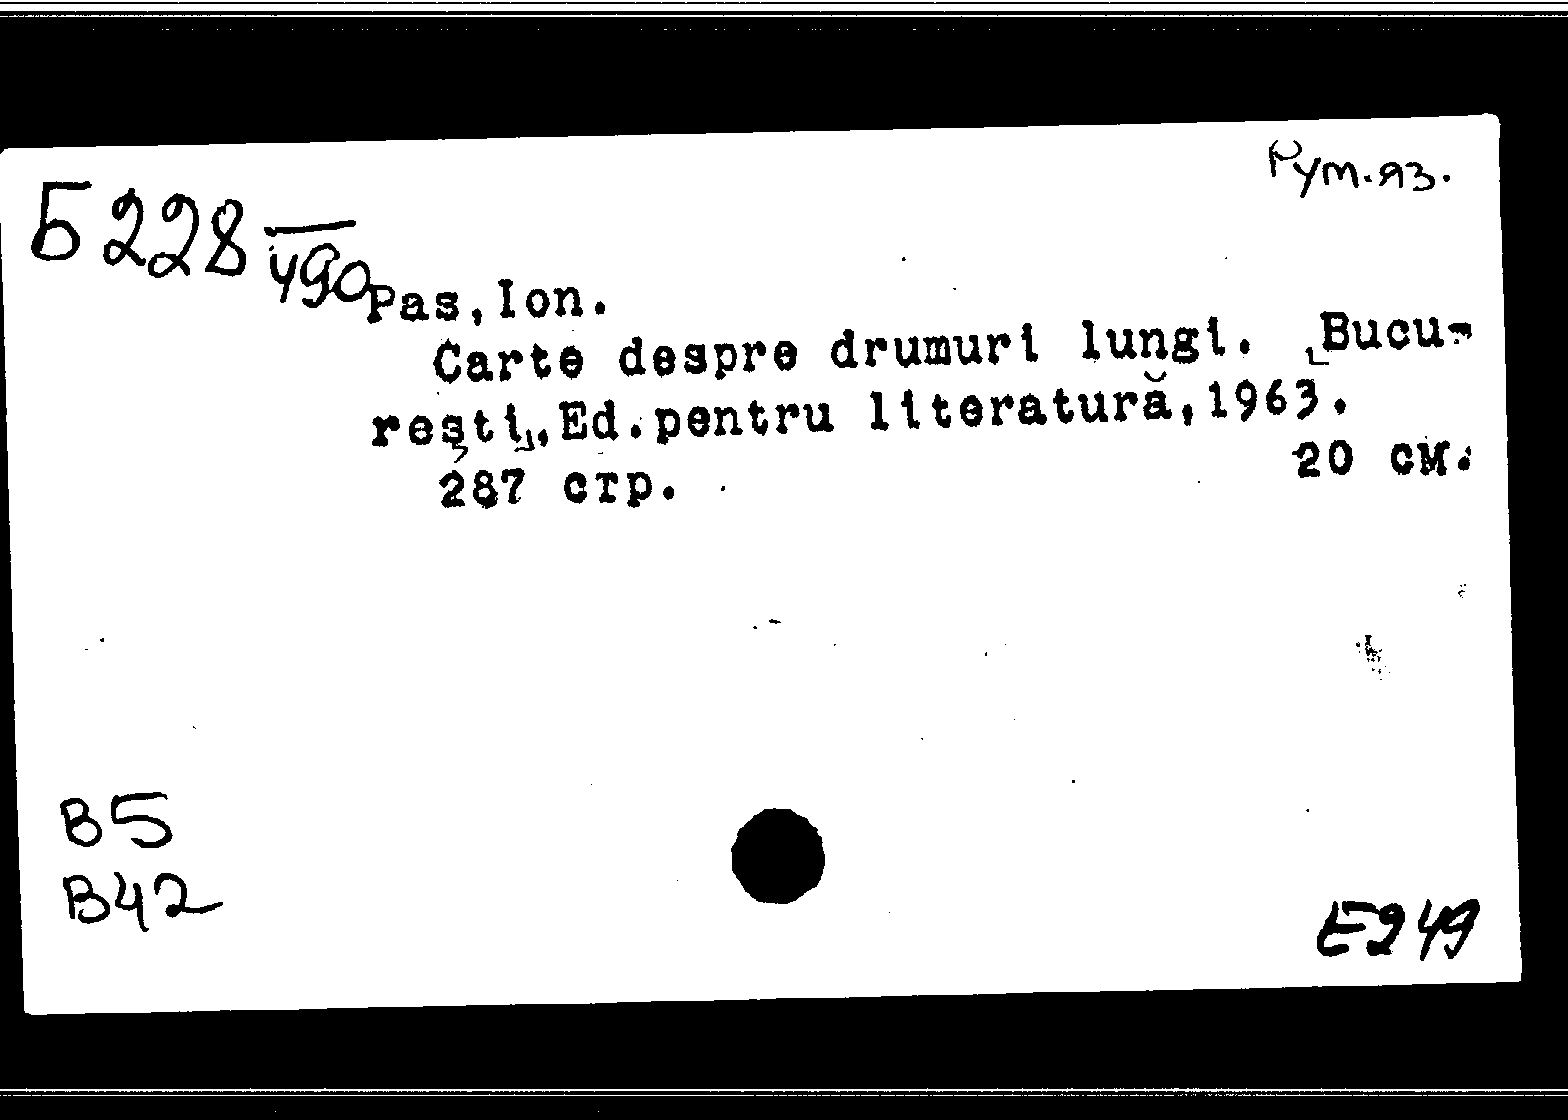 Рум.яз.
Б 228
490
Pas, Ion.
Carte despre drumuri lungi. [Bucu-
rești], Ed. pentru literatură, 1963.
287 стр. 20 см.
В5
В42
Е249